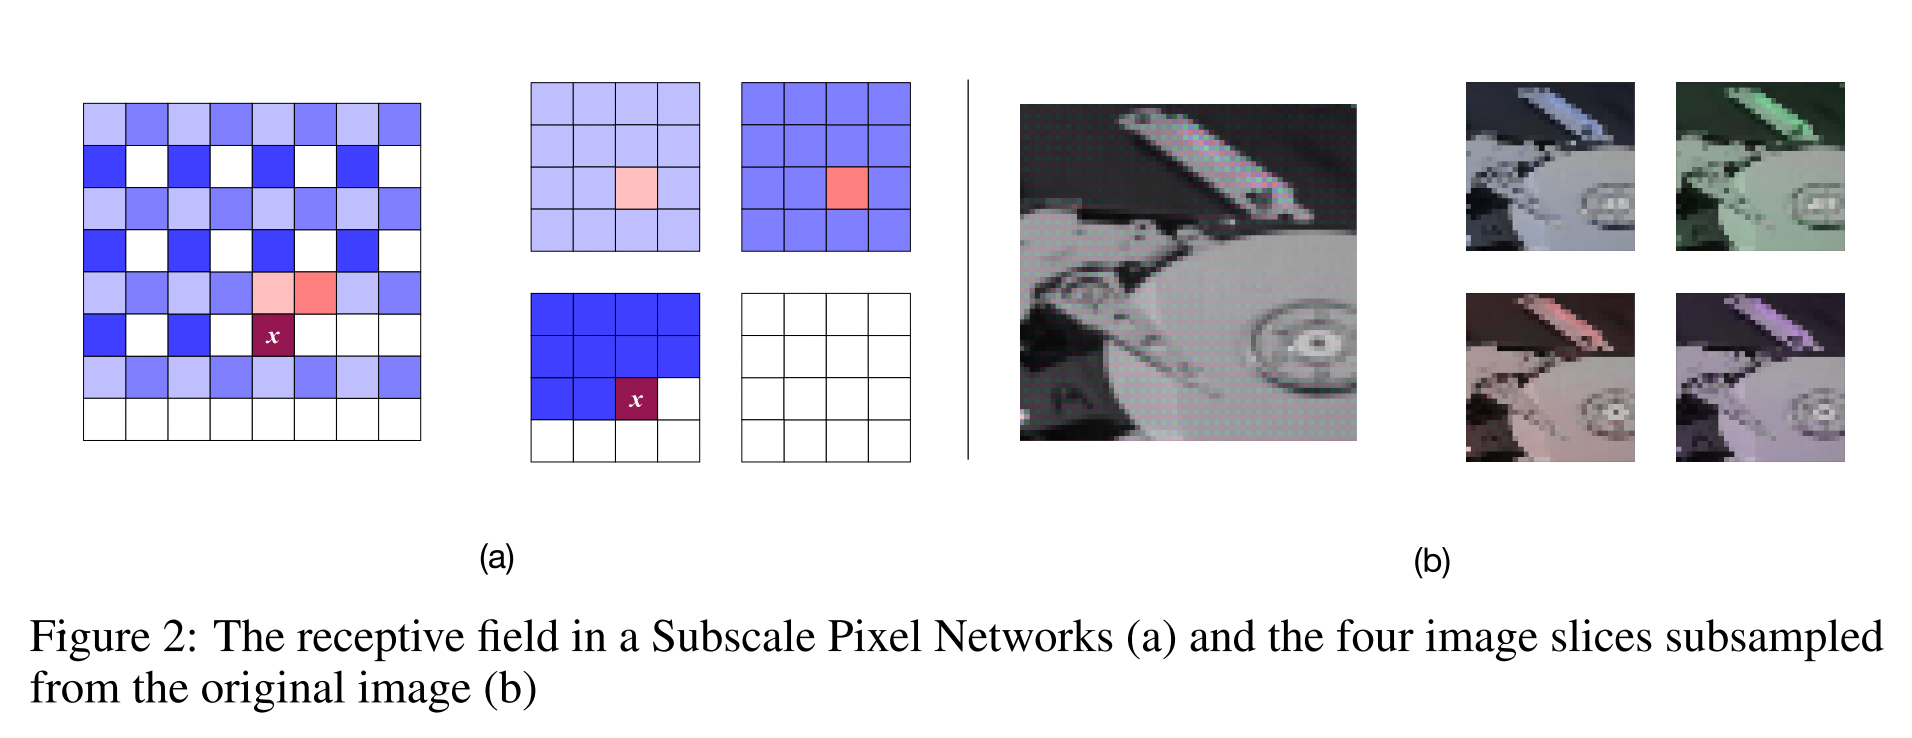 x
x
(a)
(b)
Figure 2: The receptive field in a Subscale Pixel Networks (a) and the four image slices subsampled
from the original image (b)